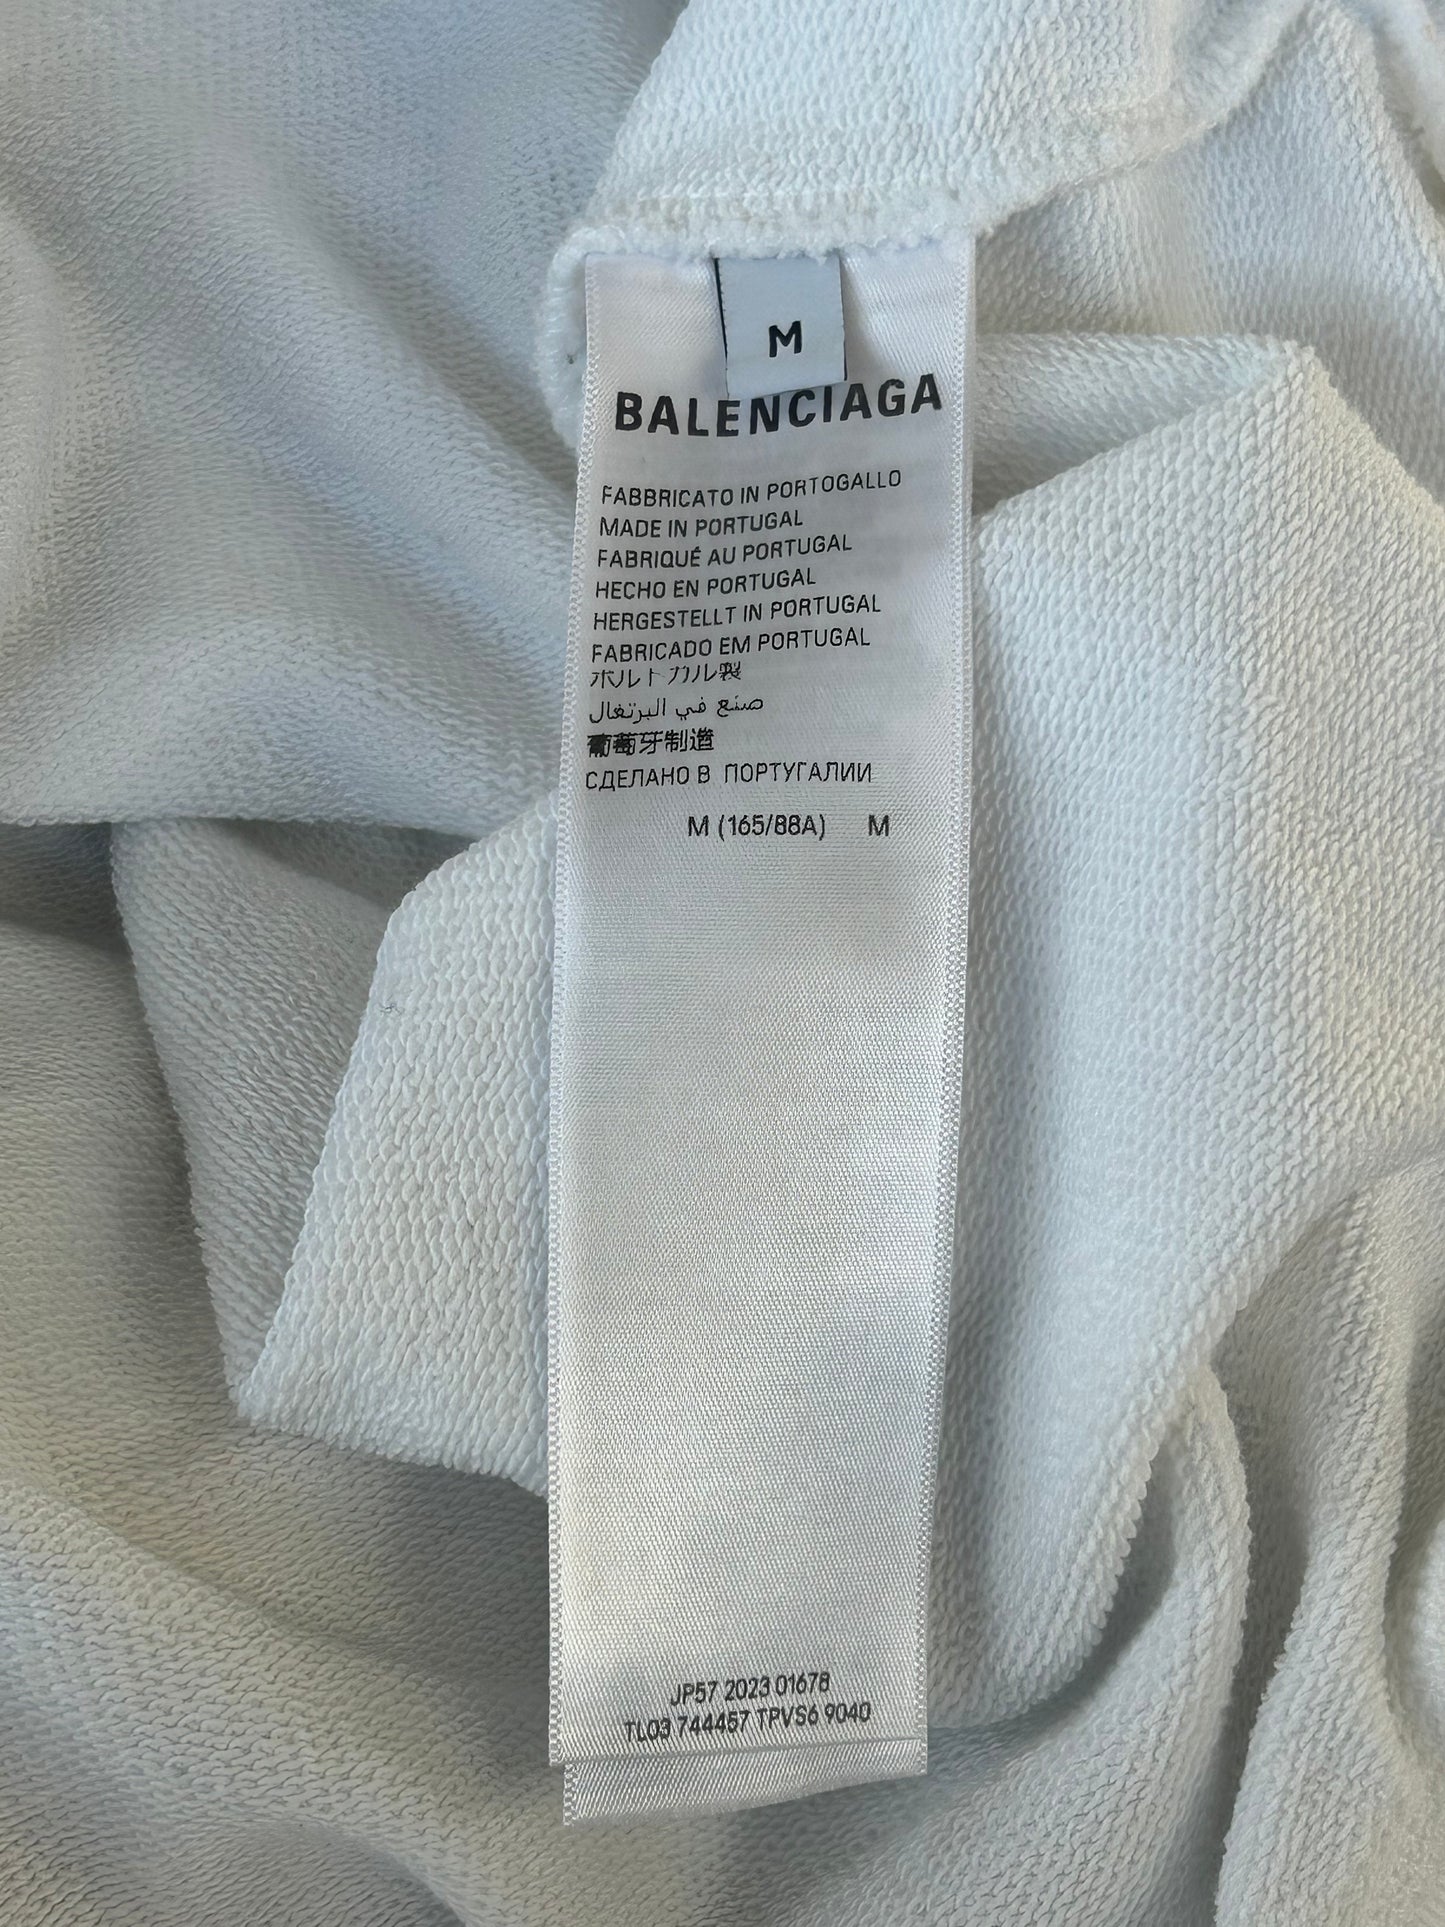 M
BALENCIAGA
FABBRICATO IN PORTOGALLO
MADE IN PORTUGAL
FABRIQUÉ AU PORTUGAL
HECHO EN PORTUGAL
HERGESTELLT IN PORTUGAL
FABRICADO EM PORTUGAL
ポルトガル製
صنع في البرتغال
葡萄牙制造
СДЕЛАНО В ПОРТУГАЛИИ
M (165/88A) M
JP57 2023 01678
TL03 744457 TPVS6 9040